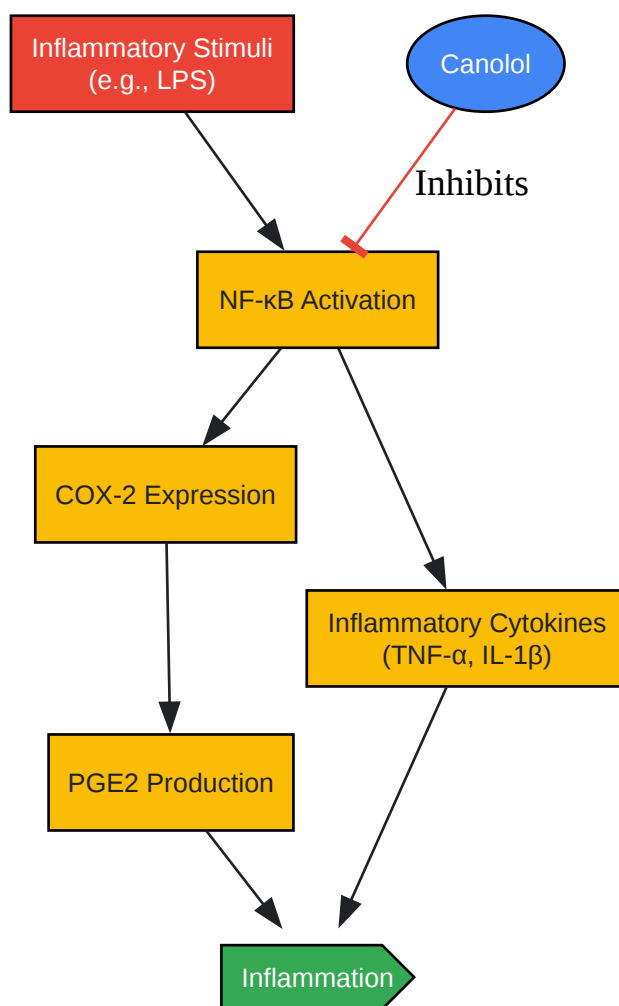 Inflammatory Stimuli
(e.g., LPS)
Canolol
Inhibits
NF-κB Activation
COX-2 Expression
Inflammatory Cytokines
(TNF-α, IL-1β)
PGE2 Production
Inflammation